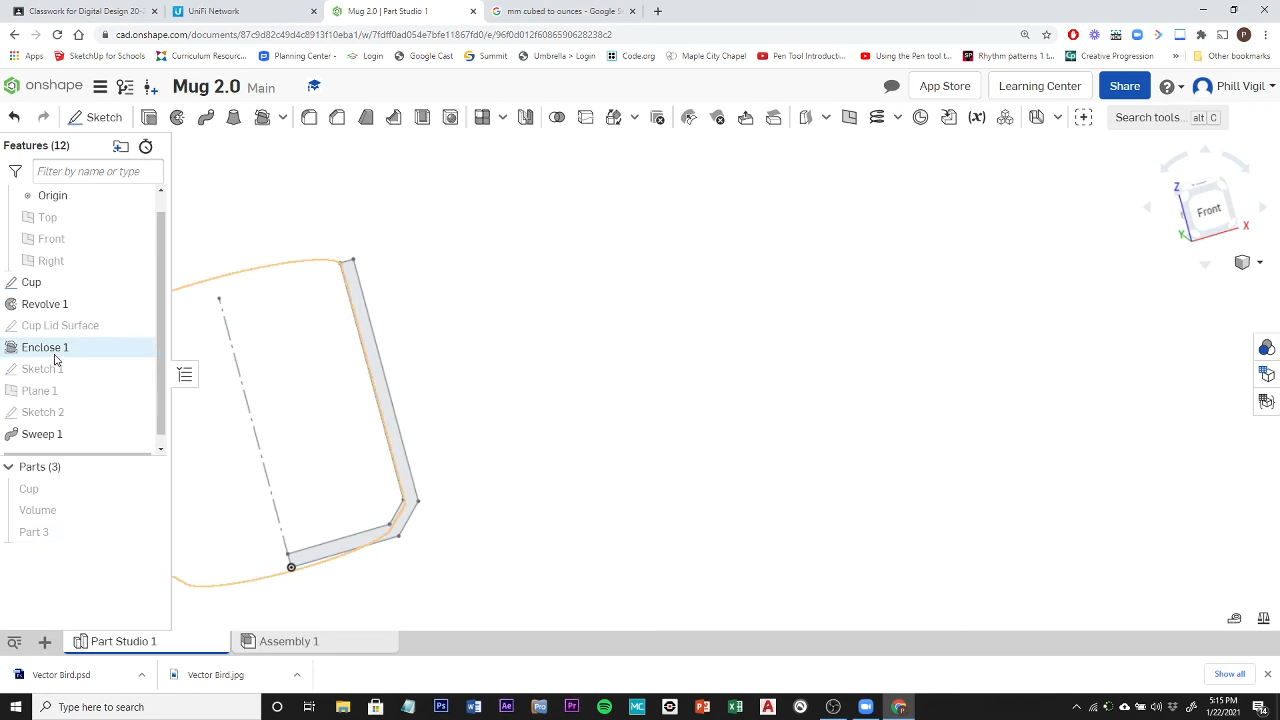 Classwork for Digital Design 20-
UniFi Network
Mug 2.0 | Part Studio 1
mm cubed to ounces - Google Se
cad.onshape.com/documents/87c9d82c49d4c8913f10eba1/w/7fdff0ad054e7bfe11867f60/e/96f0d012f6086590628238c2
Apps
SketchUp for Schools
Curriculum Resourc...
Planning Center
Google Cast
Summit
Umbrella > Login
Code.org
Maple City Chapel
Pen Tool Introductio...
Using the Pen tool f...
Rhythm patterns 1 t...
Creative Progression
Other bookmarks
onshape
Mug 2.0
Main
App Store
Learning Center
Share
Phill Vigil
Sketch
Search tools...
alt C
Features (12)
Filter by name or type
Origin
Top
Front
Right
Cup
Revolve 1
Cup Lid Surface
Enclose 1
Sketch 1
Plane 1
Sketch 2
Sweep 1
Parts (3)
Cup
Volume
Part 3
Z
Front
X
Y
Part Studio 1
Assembly 1
Vector Bird.psd
Vector Bird.jpg
Show all
Type here to search
5:15 PM
1/22/2021